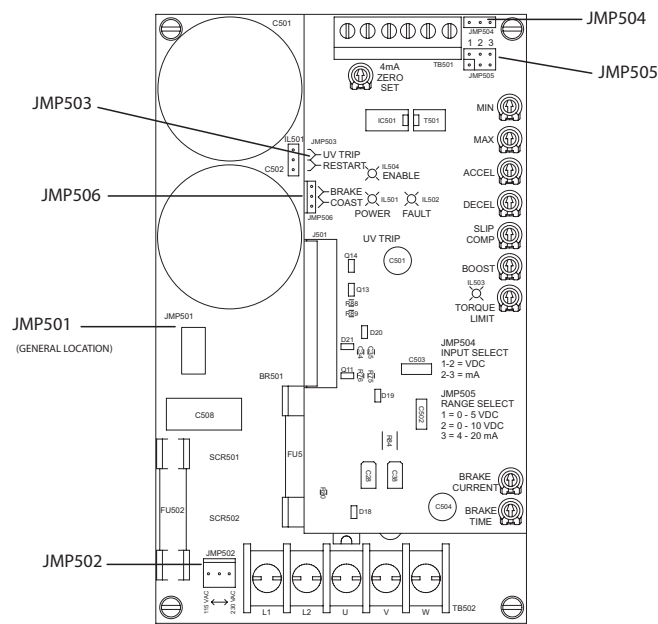 JMP504
C501
JMP504
1 2 3
JMP505
TB501
JMP505
4mA
ZERO
SET
MIN
JMP503
IC501
T501
MAX
IL501
JMP503
UV TRIP
RESTART
IL504
ENABLE
ACCEL
C502
JMP506
BRAKE
COAST
IL501
POWER
IL502
FAULT
DECEL
JMP506
J501
SLIP
COMP
UV TRIP
Q14
C501
BOOST
Q13
IL503
TORQUE
LIMIT
JMP501
(GENERAL LOCATION)
JMP501
D20
D21
JMP504
INPUT SELECT
1-2 = VDC
2-3 = mA
C503
BR501
Q11
D19
JMP505
RANGE SELECT
1 = 0 - 5 VDC
2 = 0 - 10 VDC
3 = 4 - 20 mA
C508
C502
R84
SCR501
FU5
C28
C38
BRAKE
CURRENT
FU502
SCR502
D18
C504
BRAKE
TIME
JMP502
JMP502
115 VAC
230 VAC
L1
L2
U
V
W
TB502